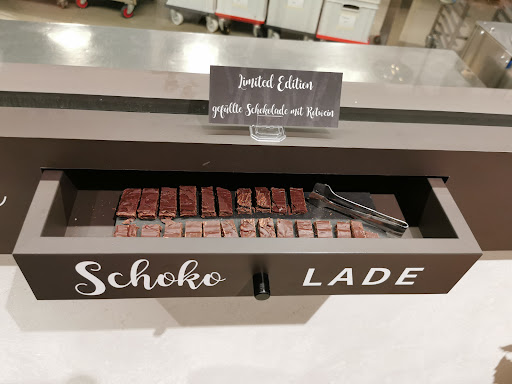 Limited Edition
gefüllte Schokolade mit Rotwein
Schoko LADE